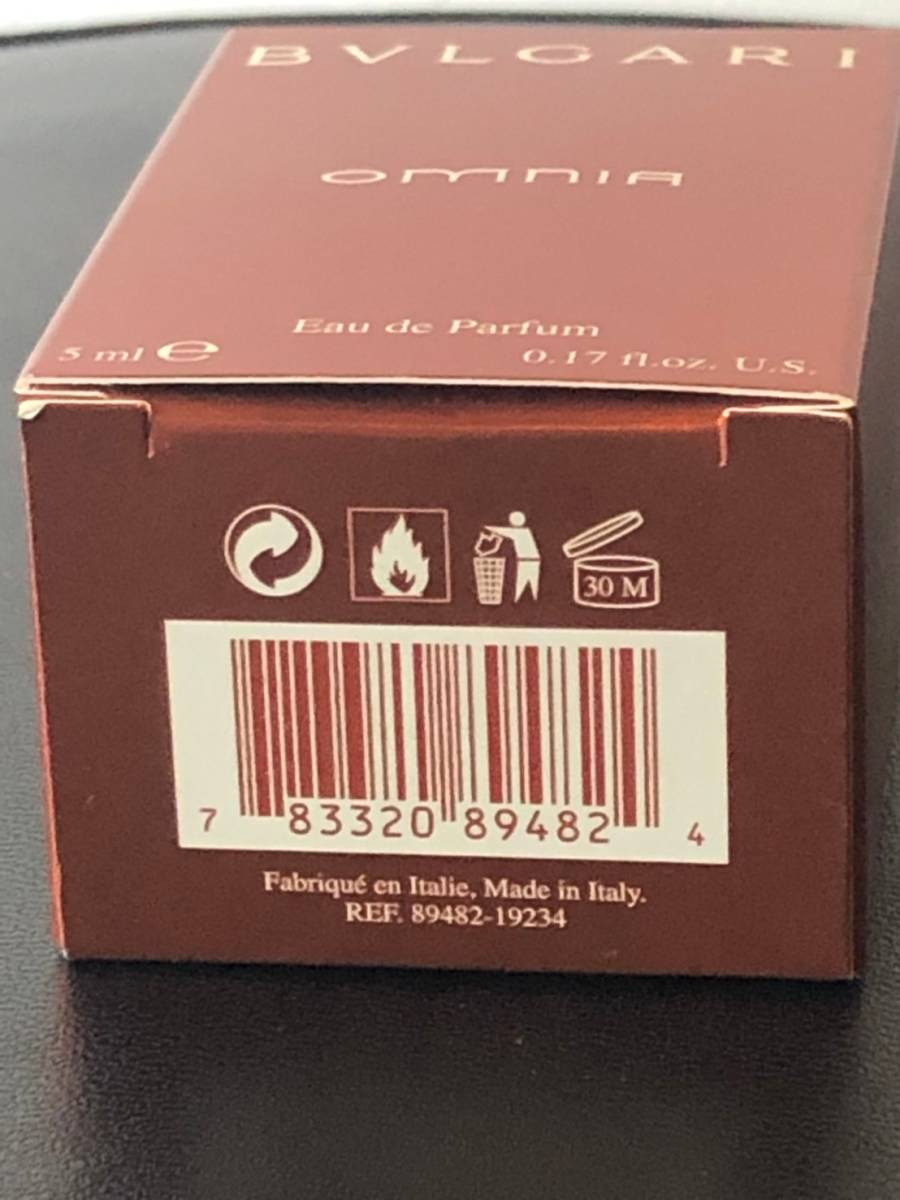 BVLGARI
OMNIA
Eau de Parfum
5 ml ℮ 0.17 fl.oz. U.S.
30 M
7 83320 89482 4
Fabriqué en Italie, Made in Italy.
REF. 89482-19234